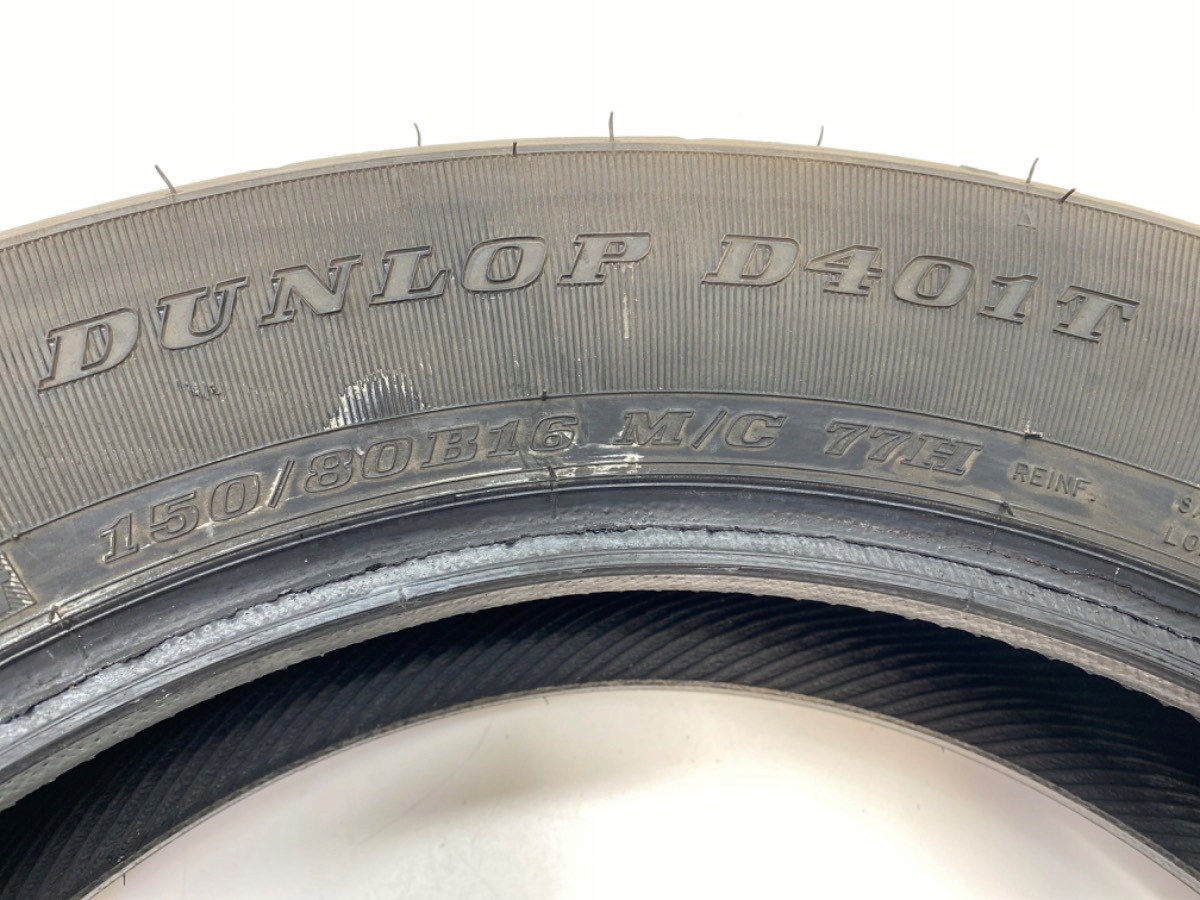 DUNLOP D401T
150/80B16 M/C 77H REINF.